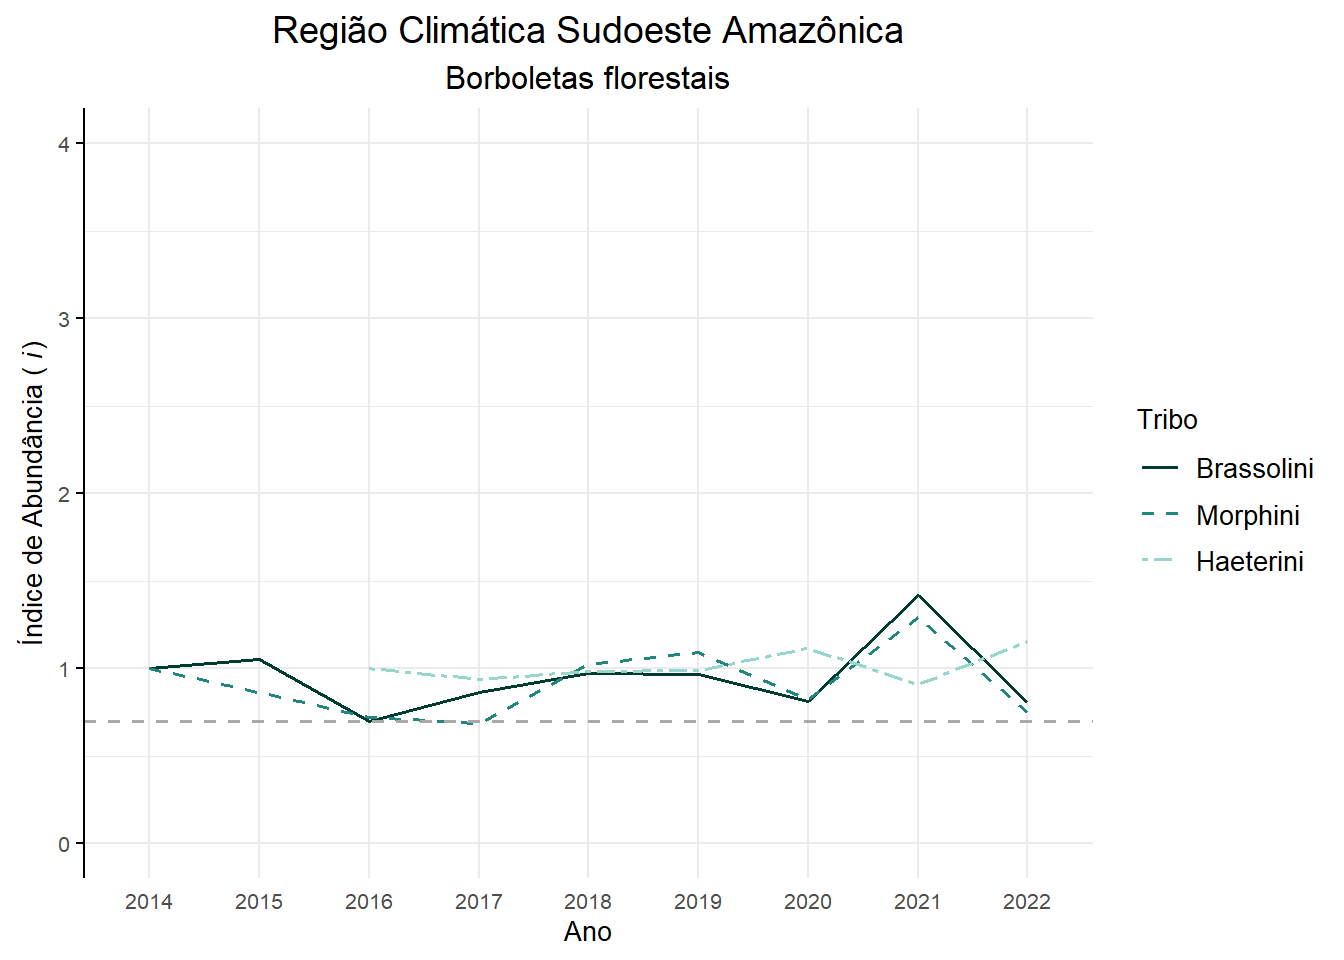 Região Climática Sudoeste Amazônica
Borboletas florestais
Índice de Abundância ( i)
4
3
2
1
0
2014 2015 2016 2017 2018 2019 2020 2021 2022
Ano
Tribo
Brassolini
Morphini
Haeterini